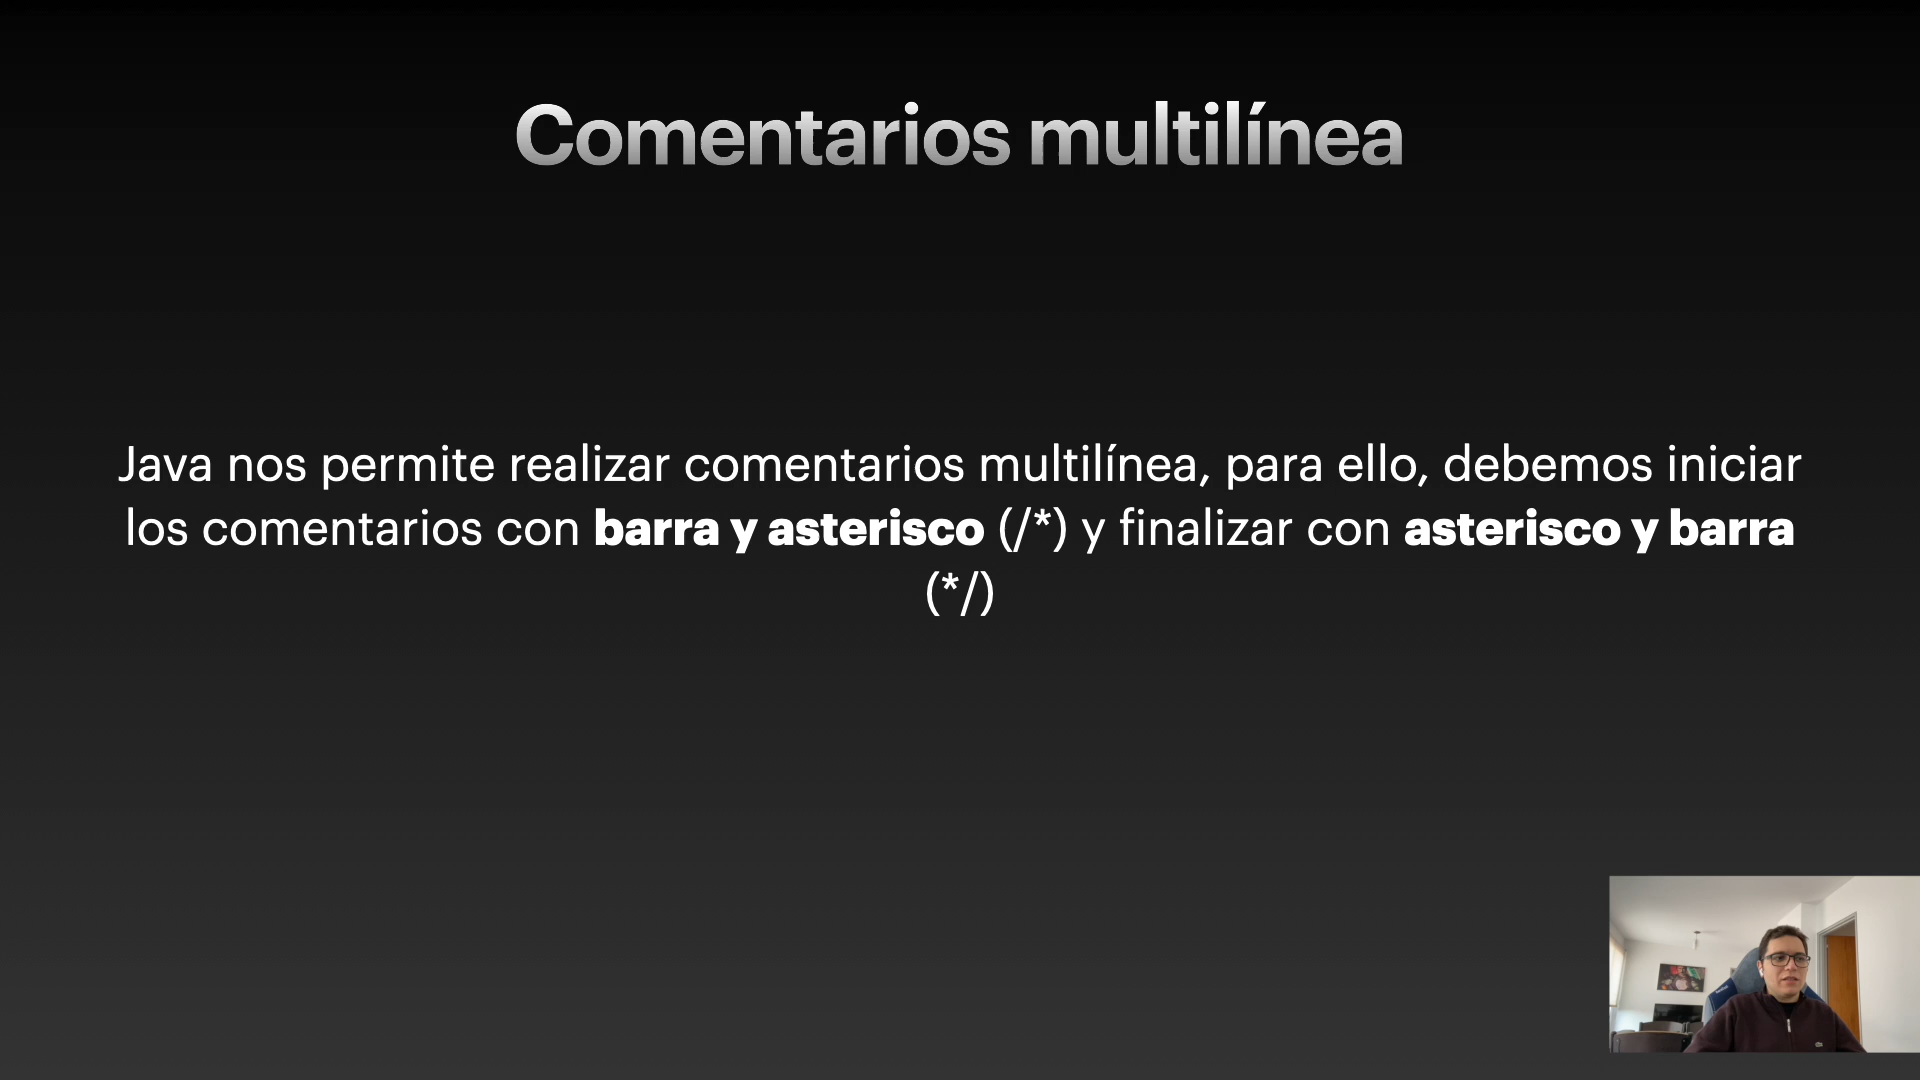 Comentarios multilínea
Java nos permite realizar comentarios multilínea, para ello, debemos iniciar
los comentarios con barra y asterisco (/*) y finalizar con asterisco y barra
(*/)